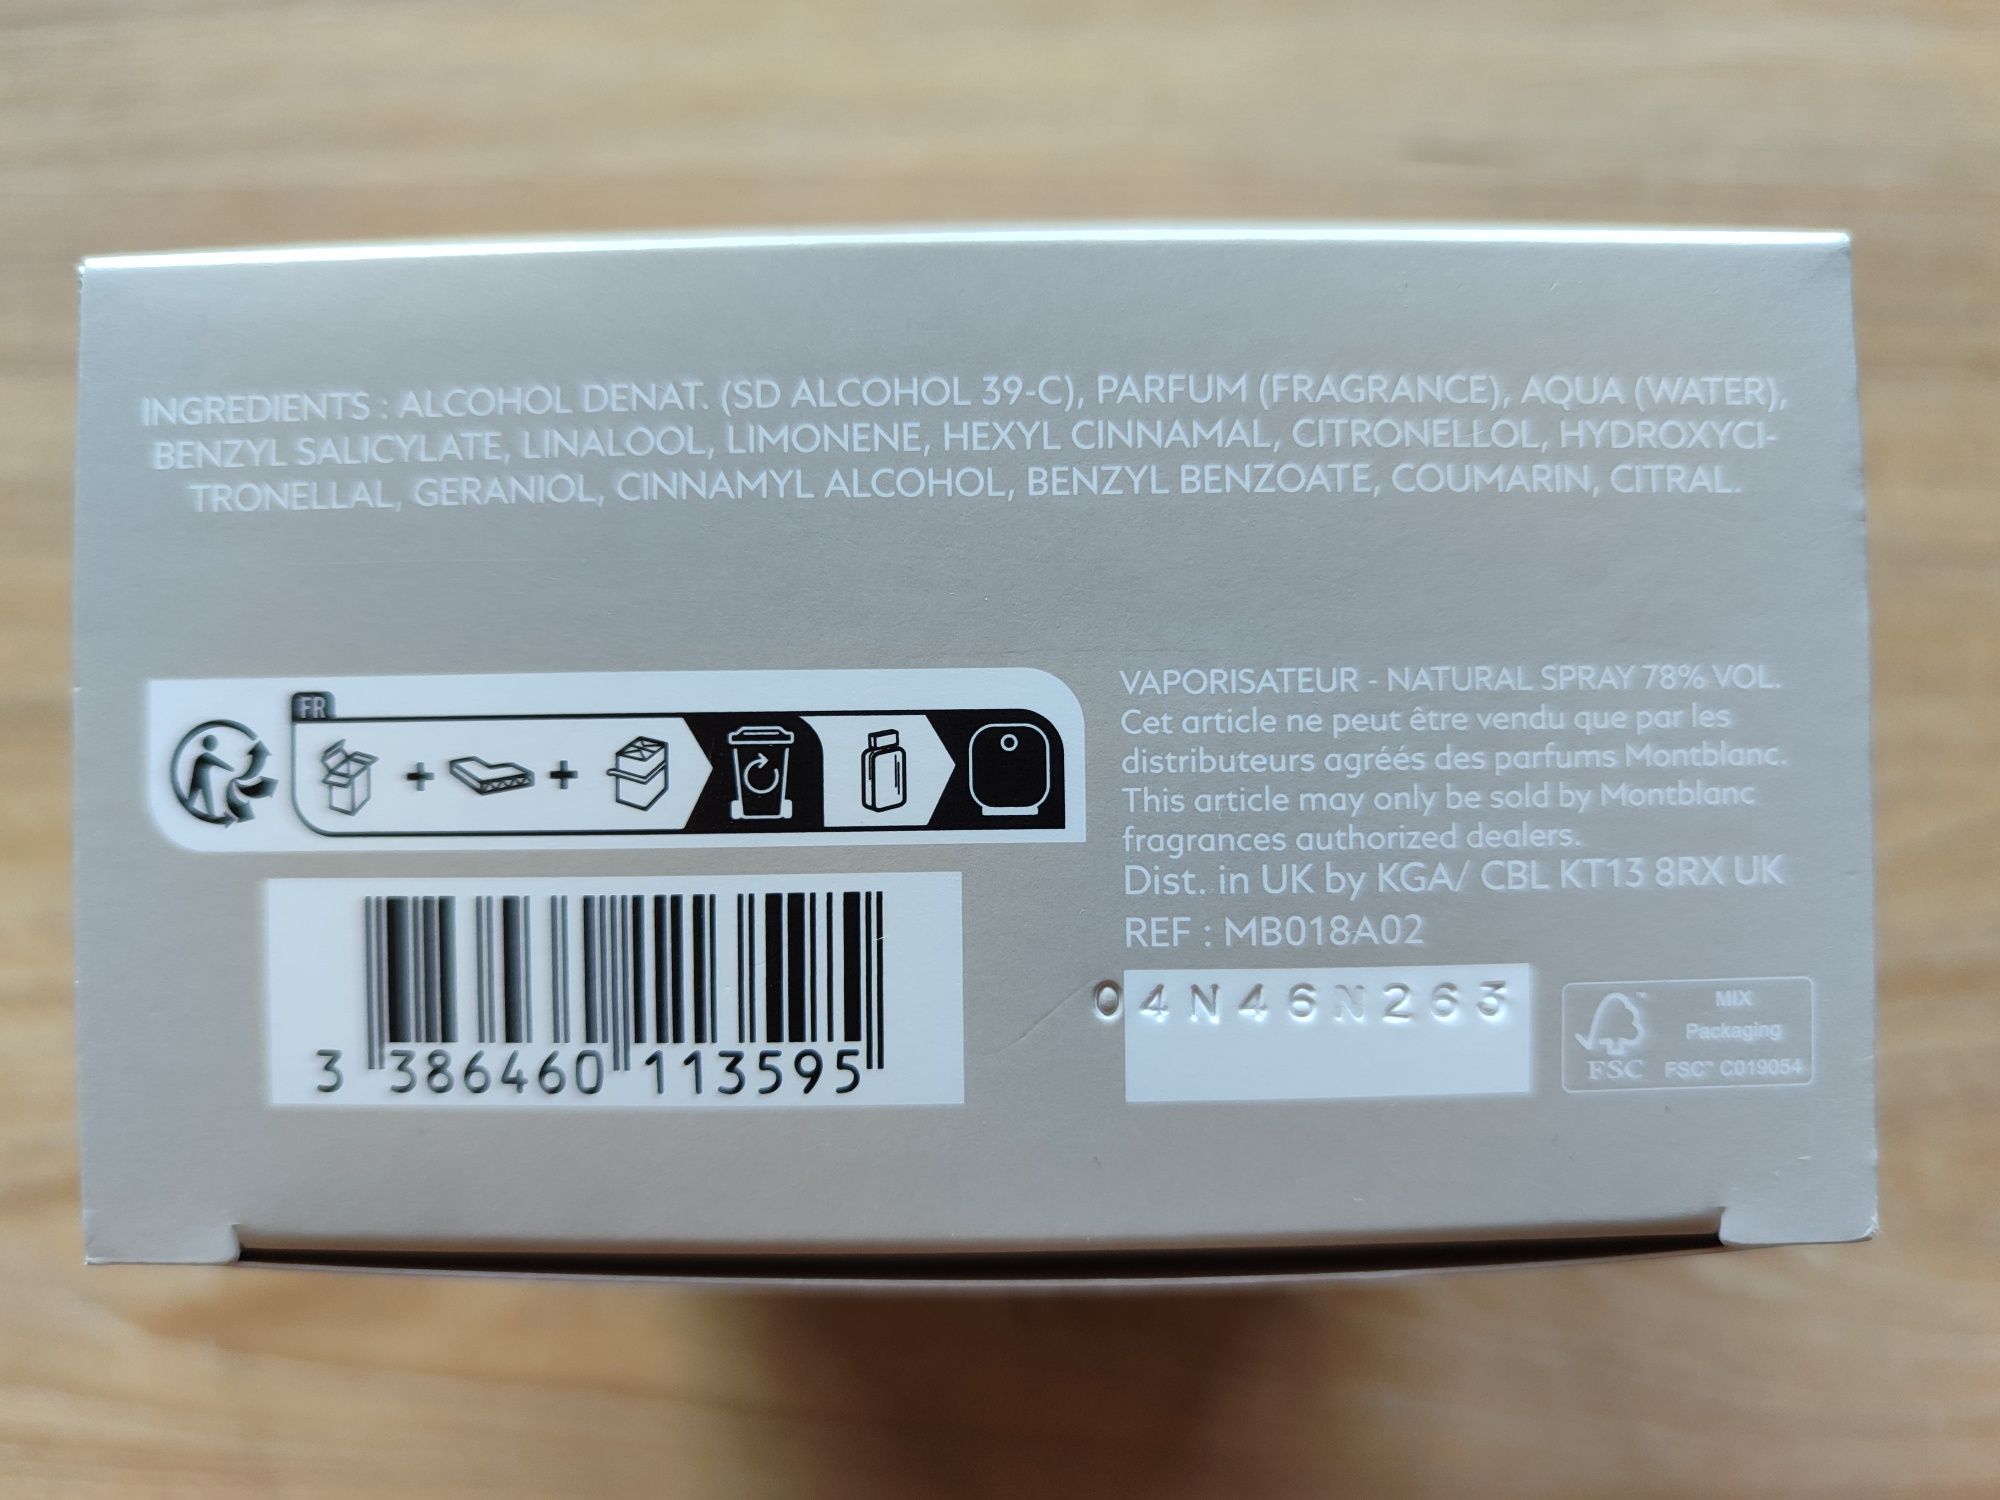 INGREDIENTS : ALCOHOL DENAT. (SD ALCOHOL 39-C), PARFUM (FRAGRANCE), AQUA (WATER),
BENZYL SALICYLATE, LINALOOL, LIMONENE, HEXYL CINNAMAL, CITRONELLOL, HYDROXYCI-
TRONELLAL, GERANIOL, CINNAMYL ALCOHOL, BENZYL BENZOATE, COUMARIN, CITRAL.
FR
VAPORISATEUR - NATURAL SPRAY 78% VOL.
Cet article ne peut être vendu que par les
distributeurs agréés des parfums Montblanc.
This article may only be sold by Montblanc
fragrances authorized dealers.
Dist. in UK by KGA/ CBL KT13 8RX UK
REF : MB018A02
04N46N263
3 386460 113595
FSC™
MIX
Packaging
FSC™ C019054